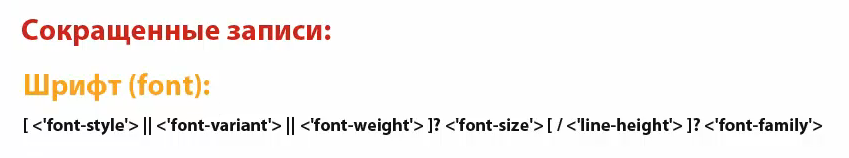 Сокращенные записи:
Шрифт (font):
[ <'font-style'> || <'font-variant'> || <'font-weight'> ]? <'font-size'> [ / <'line-height'> ]? <'font-family'>